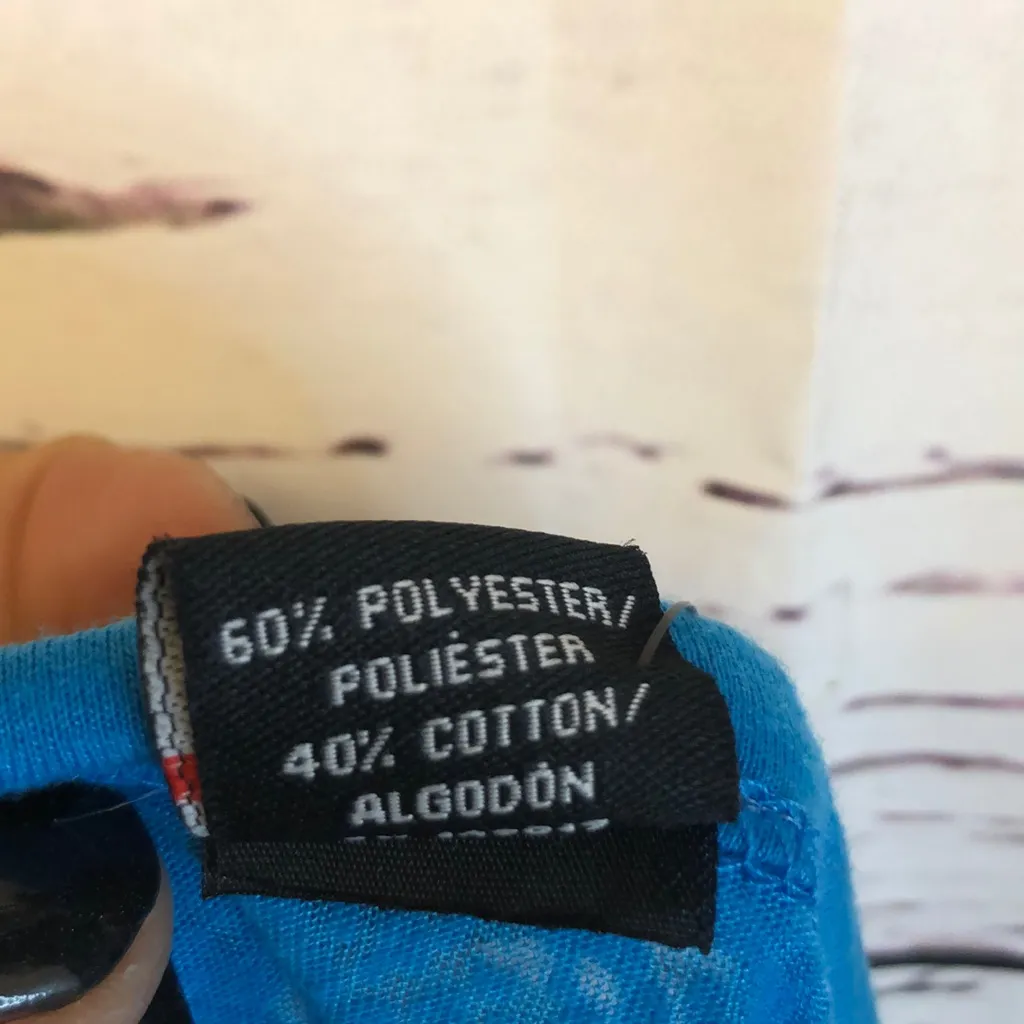 60% POLYESTER/
POLIÉSTER
40% COTTON/
ALGODÓN